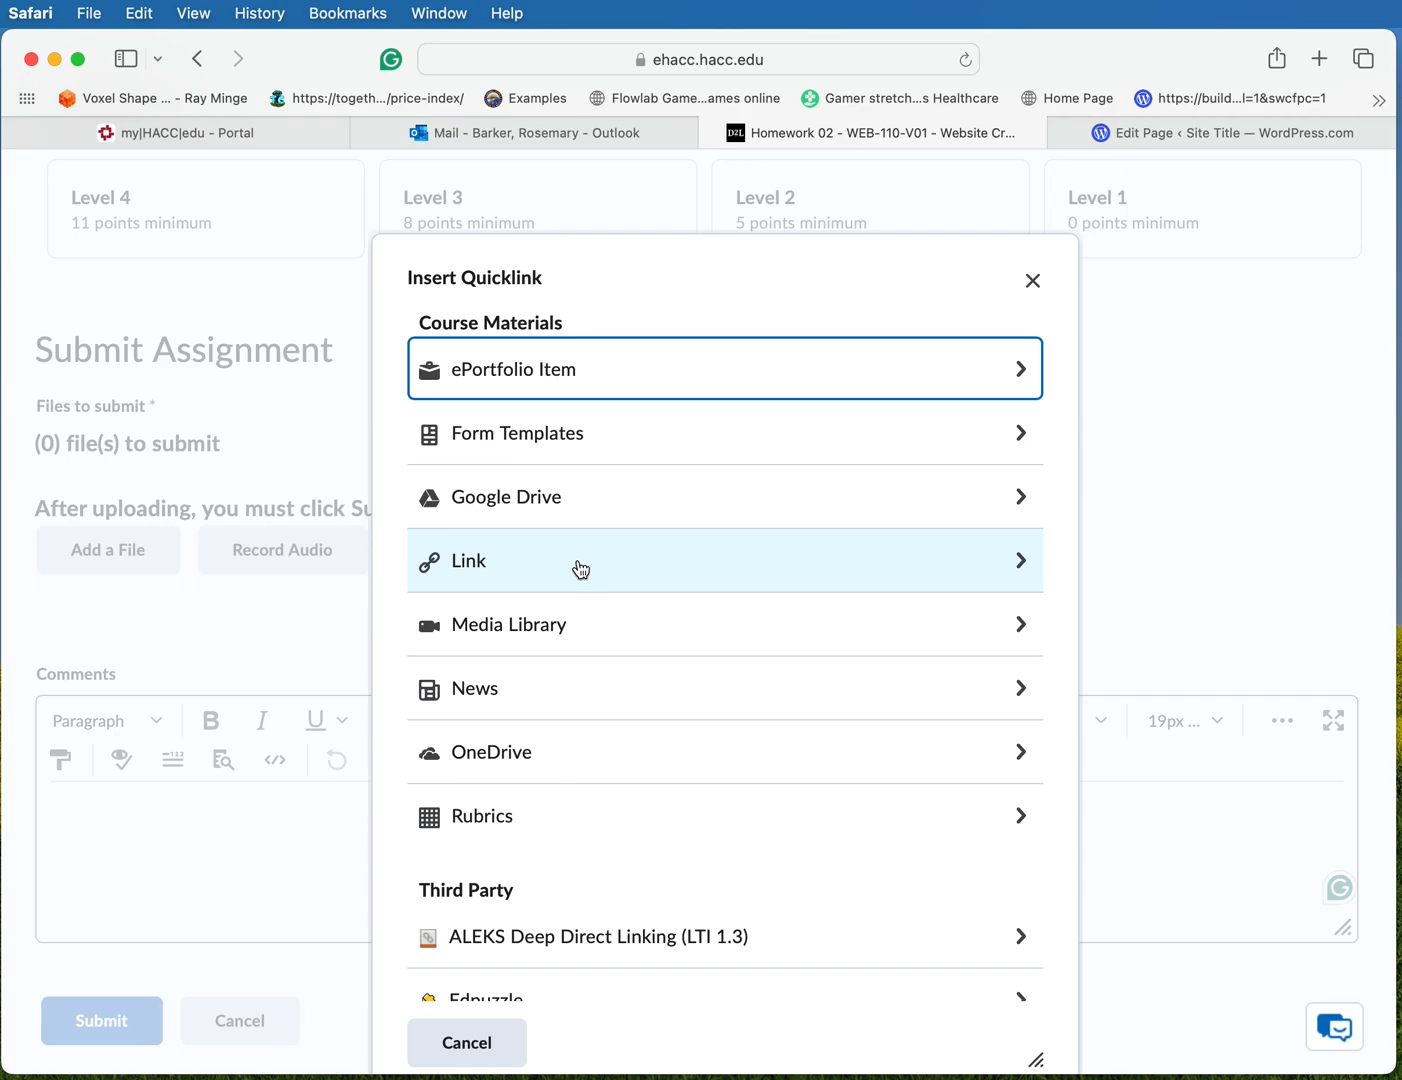 Safari File Edit View History Bookmarks Window Help
ehacc.hacc.edu
Voxel Shape ... - Ray Minge https://togeth.../price-index/ Examples Flowlab Game...ames online Gamer stretch...s Healthcare Home Page https://build...l=1&swcfpc=1
my|HACC|edu - Portal Mail - Barker, Rosemary - Outlook D2L Homework 02 - WEB-110-V01 - Website Cr... Edit Page ‹ Site Title — WordPress.com
Level 4 Level 3 Level 2 Level 1
11 points minimum 8 points minimum 5 points minimum 0 points minimum
Insert Quicklink
Course Materials
ePortfolio Item
Form Templates
Google Drive
Link
Media Library
News
OneDrive
Rubrics
Third Party
ALEKS Deep Direct Linking (LTI 1.3)
Edpuzzle
Cancel
Submit Assignment
Files to submit *
(0) file(s) to submit
After uploading, you must click Su
Add a File Record Audio
Comments
Paragraph B I U 19px ...
Submit Cancel